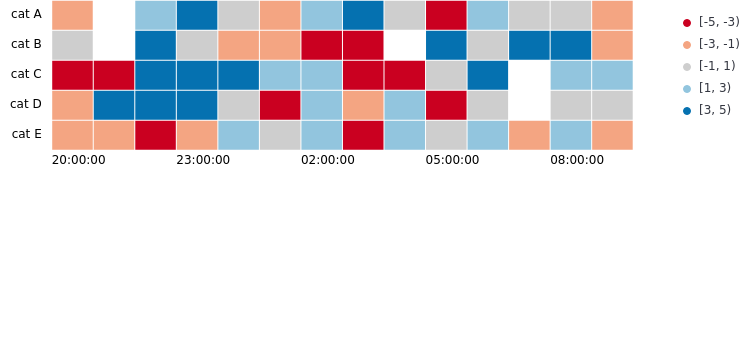 cat A
cat B
cat C
cat D
cat E
20:00:00 23:00:00 02:00:00 05:00:00 08:00:00
[-5, -3)
[-3, -1)
[-1, 1)
[1, 3)
[3, 5)